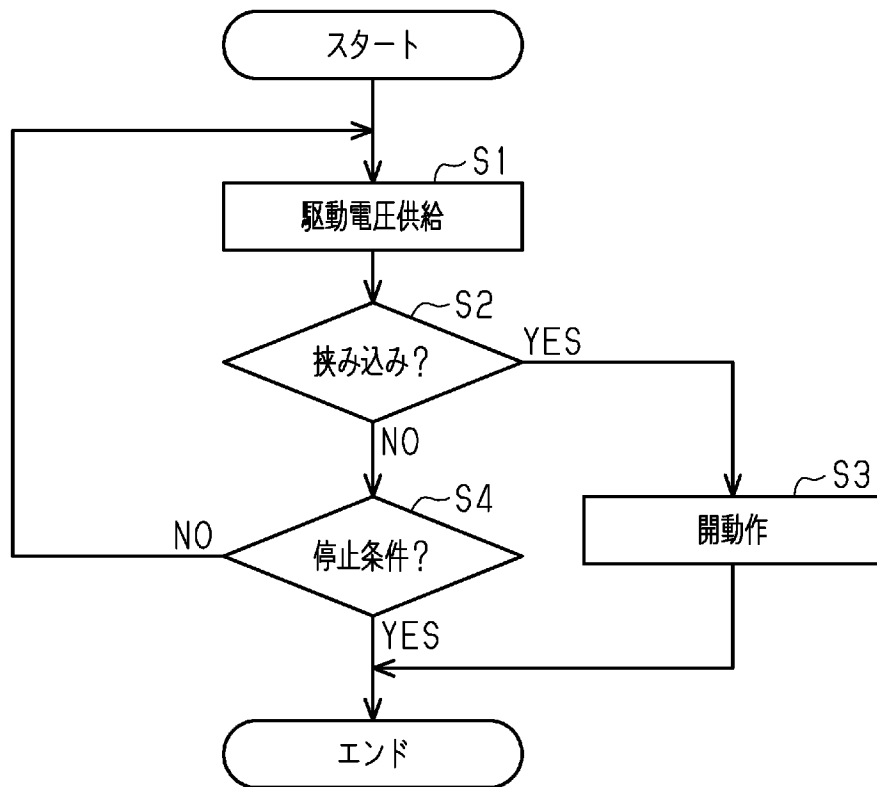 スタート
S1
駆動電圧供給
S2
挟み込み?
YES
NO
S3
開動作
S4
停止条件?
NO
YES
エンド